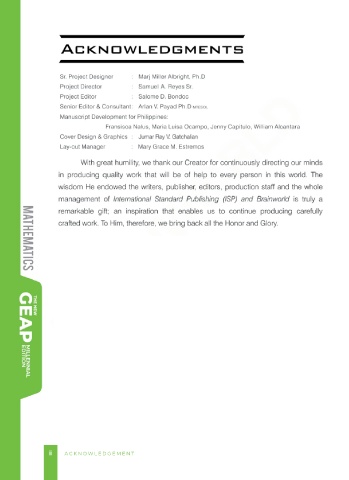 ACKNOWLEDGMENTS
Sr. Project Designer : Marj Miller Albright, Ph.D
Project Director : Samuel A. Reyes Sr.
Project Editor : Salome D. Bondoc
Senior Editor & Consultant : Arlan V. Payad Ph.D
Manuscript Development for Philippines:
Fransisca Nalus, Maria Luisa Ocampo, Jenny Capitulo, William Alcantara
Cover Design & Graphics : Jumar Ray V. Gatchalan
Lay-out Manager : Mary Grace M. Estremos
With great humility, we thank our Creator for continuously directing our minds
in producing quality work that will be of help to every person in this world. The
wisdom He endowed the writers, publisher, editors, production staff and the whole
management of International Standard Publishing (ISP) and Brainworld is truly a
remarkable gift; an inspiration that enables us to continue producing carefully
crafted work. To Him, therefore, we bring back all the Honor and Glory.
MATHEMATICS
THE NEW
GEAP
MILLENNIAL
EDITION
ACKNOWLEDGEMENT